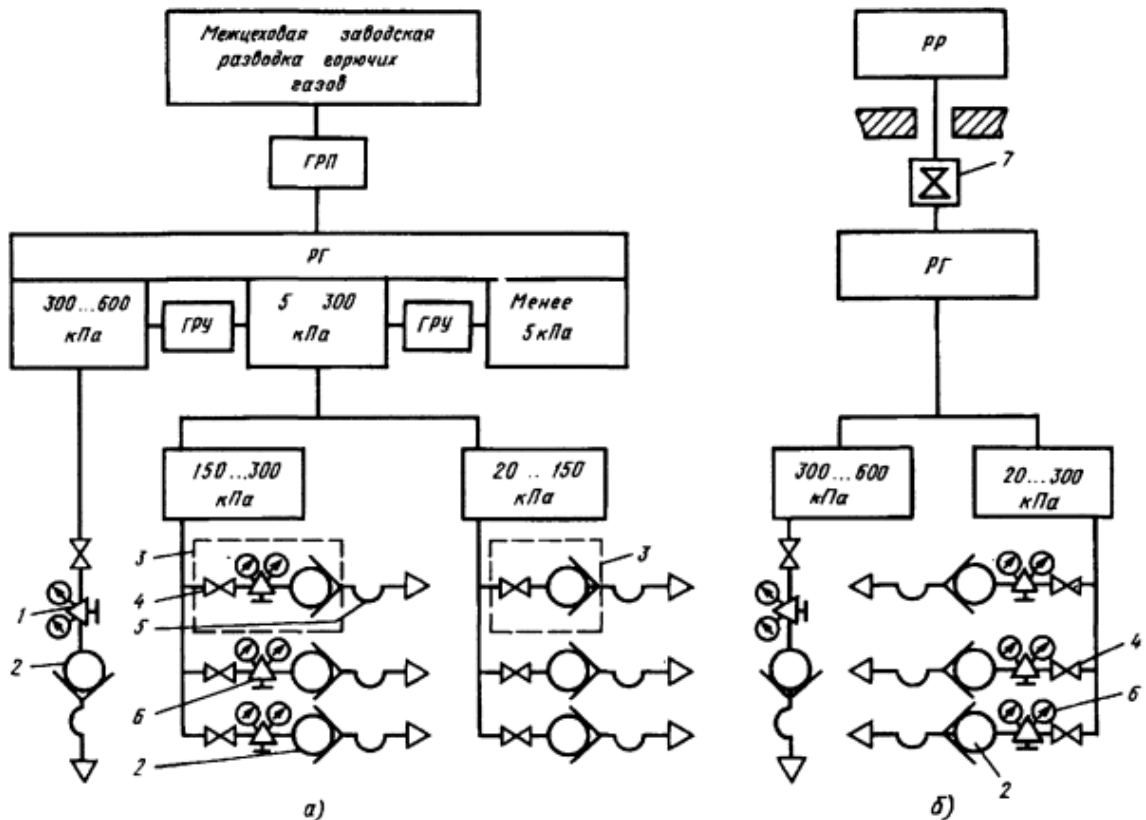 Межцеховая заводская
разводка горючих
газов
ГРП
РГ
300...600
кПа
ГРУ
5 300
кПа
ГРУ
Менее
5 кПа
150...300
кПа
20 .. 150
кПа
3
4
5
1
2
6
2
3
а)
РР
7
РГ
300...600
кПа
20...300
кПа
4
6
2
б)